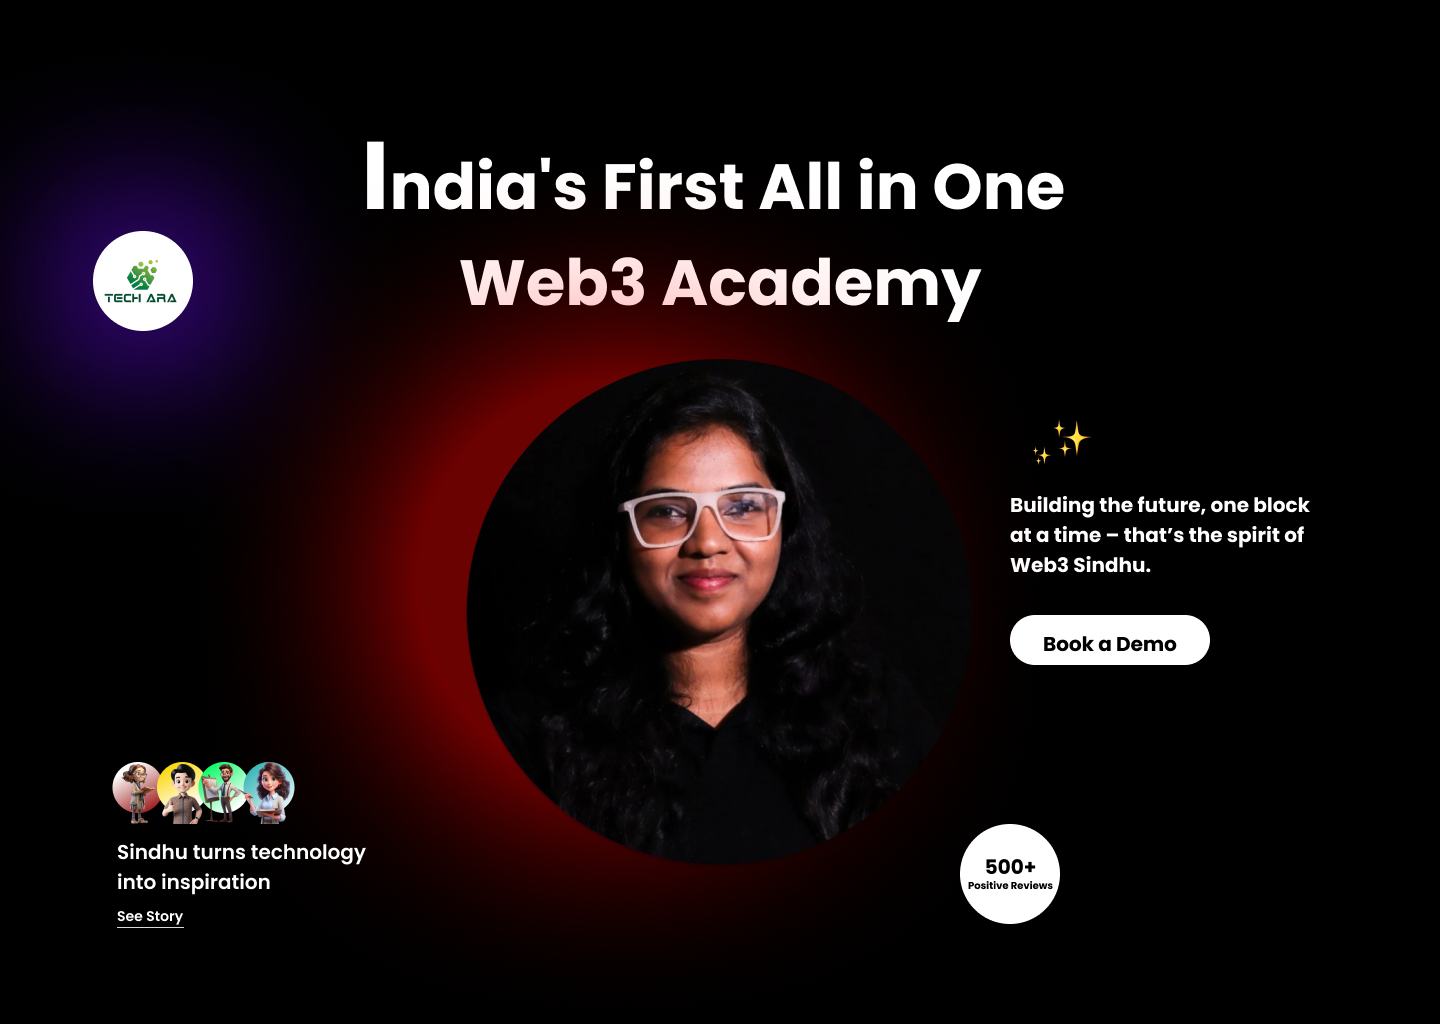 India's First All in One
Web3 Academy
TECH ARA
Building the future, one block
at a time – that’s the spirit of
Web3 Sindhu.
Book a Demo
Sindhu turns technology
into inspiration
See Story
500+
Positive Reviews